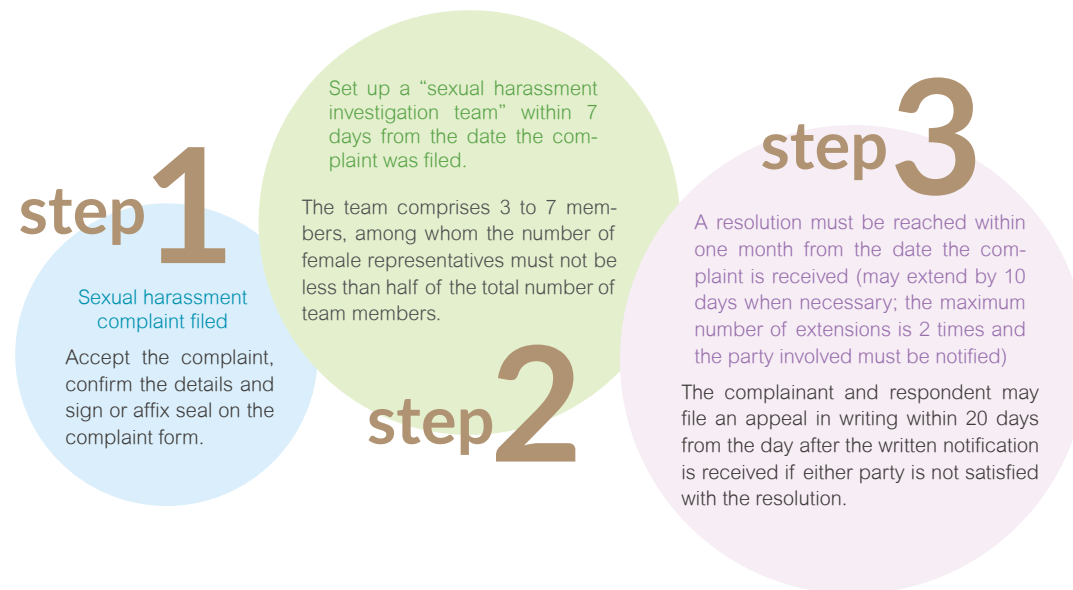 step 1
Sexual harassment
complaint filed
Accept the complaint,
confirm the details and
sign or affix seal on the
complaint form.
Set up a “sexual harassment
investigation team” within 7
days from the date the com-
plaint was filed.
The team comprises 3 to 7 mem-
bers, among whom the number of
female representatives must not be
less than half of the total number of
team members.
step 2
step 3
A resolution must be reached within
one month from the date the com-
plaint is received (may extend by 10
days when necessary; the maximum
number of extensions is 2 times and
the party involved must be notified)
The complainant and respondent may
file an appeal in writing within 20 days
from the day after the written notification
is received if either party is not satisfied
with the resolution.